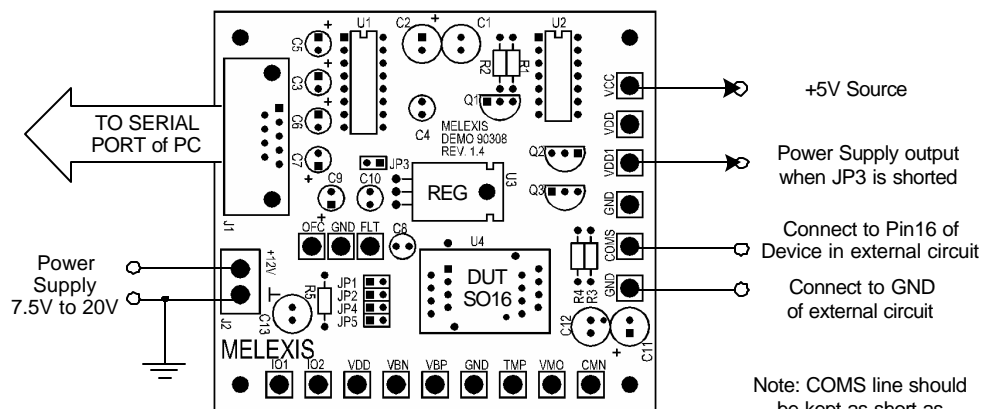 C5
+
U1
C2
+
C1
U2
C3
+
R2
R1
VCC
+5V Source
TO SERIAL
PORT of PC
C6
+
Q1
C4
MELEXIS
DEMO 90308
REV. 1.4
VDD
C7
+
JP3
Q2
VDD1
Power Supply output
when JP3 is shorted
C9
C10
REG
U3
Q3
GND
J1
+
OFC
GND
FLT
C8
U4
COMS
Connect to Pin16 of
Device in external circuit
Power
Supply
7.5V to 20V
+12V
DUT
SO16
R4
R3
GND
Connect to GND
of external circuit
R5
JP1
JP2
JP4
JP5
J2
C13
C12
C11
+
MELEXIS
IO1
IO2
VDD
VBN
VBP
GND
TMP
VMO
CMN
Note: COMS line should
be kept as short as